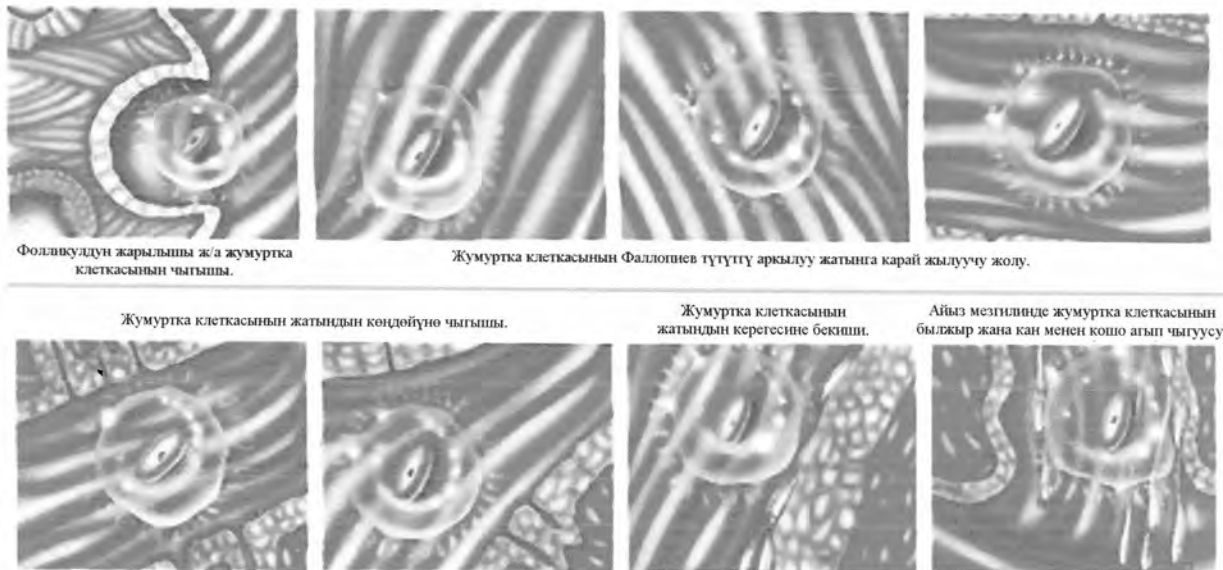 Фолликулдун жарылышы ж/а жумуртка
клеткасынын чыгышы.
Жумуртка клеткасынын Фаллопиев түтүтгү аркылуу жатынга карай жылуучу жолу.
Жумуртка клеткасынын жатындын көңдөйүнө чыгышы.
Жумуртка клеткасынын
жатындын керегесине бекиши.
Айыз мезгилинде жумуртка клеткасынын
былжыр жана кан менен кошо агып чыгуусу